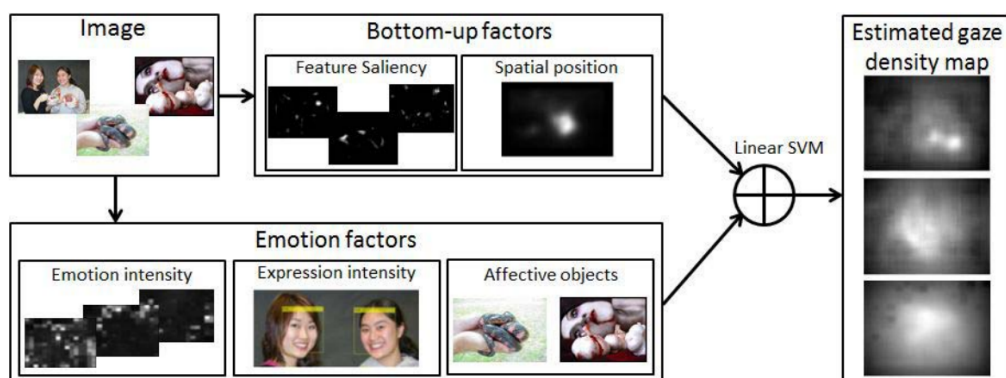 Image
Bottom-up factors
Feature Saliency
Spatial position
Estimated gaze
density map
Linear SVM
Emotion factors
Emotion intensity
Expression intensity
Affective objects